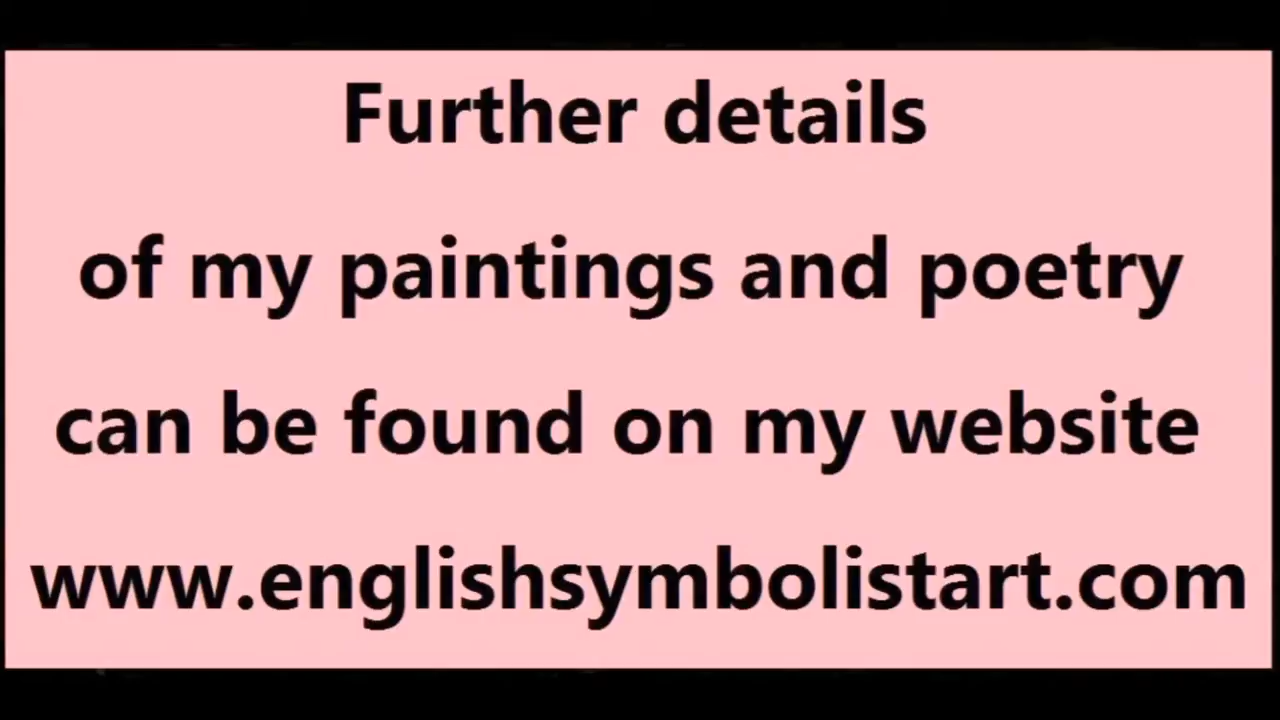 Further details
of my paintings and poetry
can be found on my website
www.englishsymbolistart.com